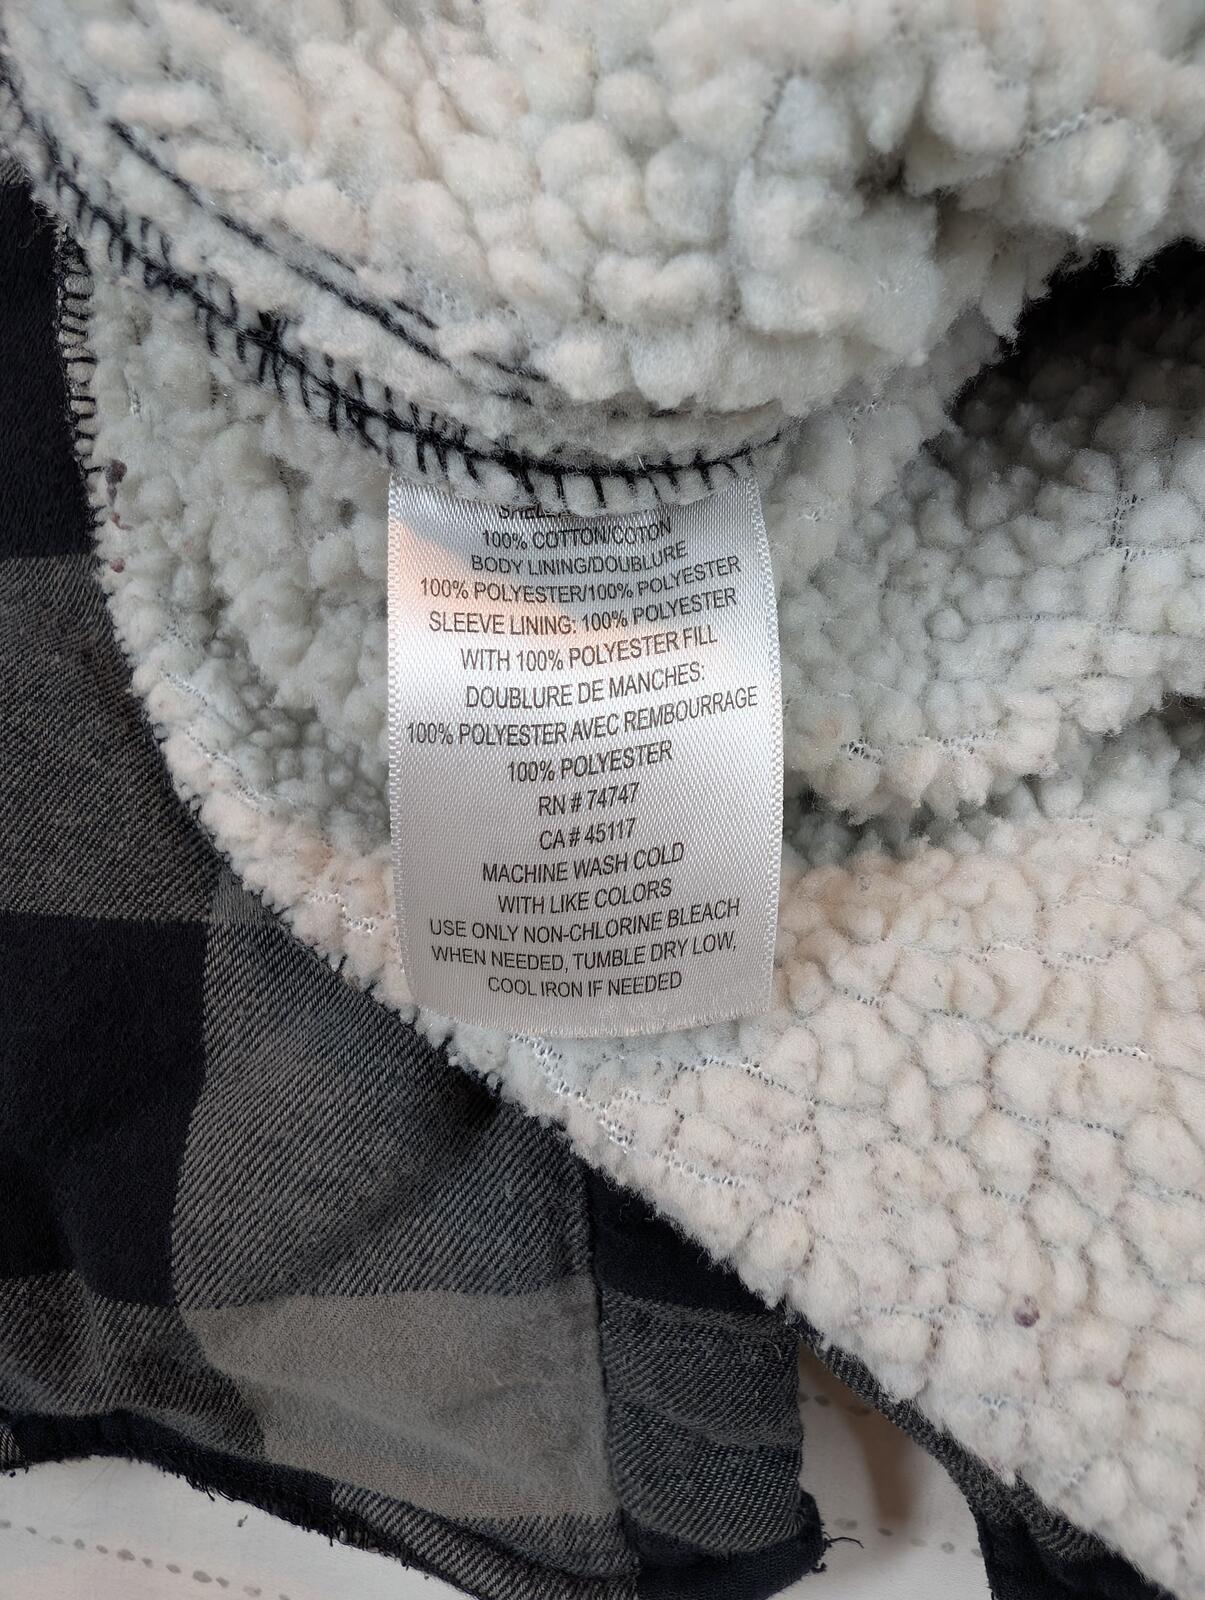 100% COTTON/COTON
BODY LINING/DOUBLURE
100% POLYESTER/100% POLYESTER
SLEEVE LINING: 100% POLYESTER
WITH 100% POLYESTER FILL
DOUBLURE DE MANCHES:
100% POLYESTER AVEC REMBOURRAGE
100% POLYESTER
RN # 74747
CA # 45117
MACHINE WASH COLD
WITH LIKE COLORS
USE ONLY NON-CHLORINE BLEACH
WHEN NEEDED, TUMBLE DRY LOW,
COOL IRON IF NEEDED